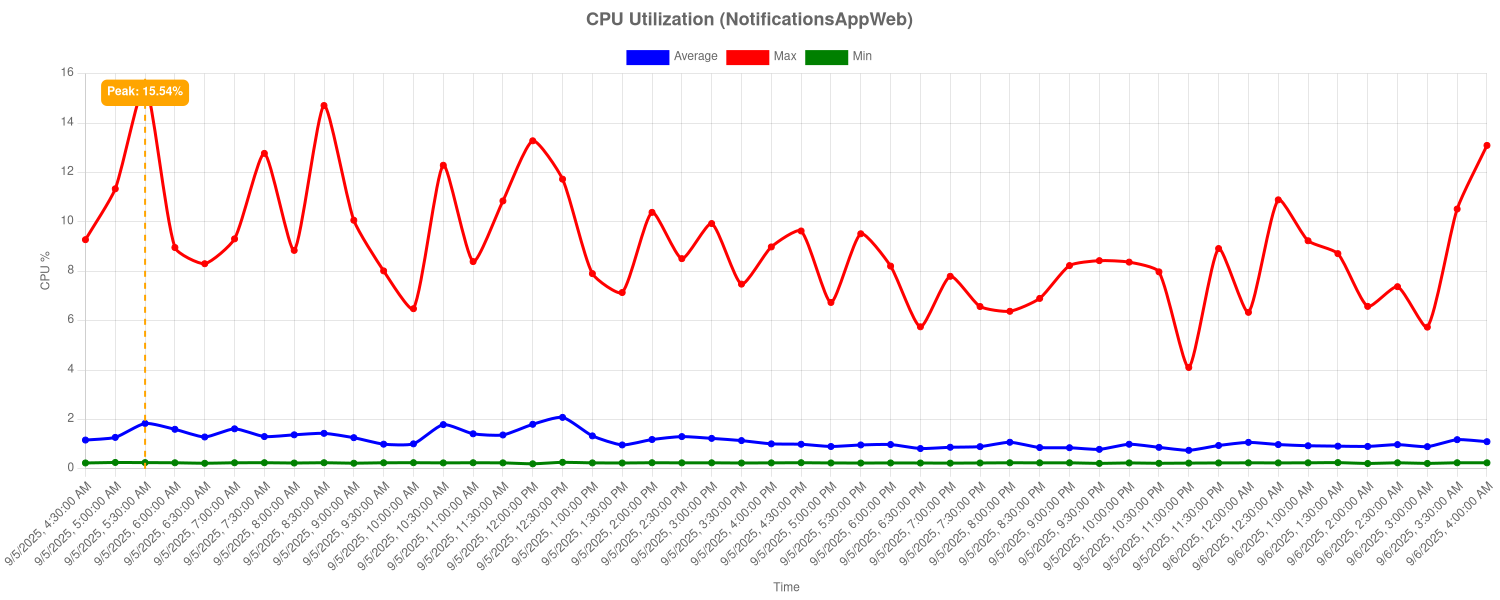 CPU Utilization (NotificationsAppWeb)
Average Max Min
Peak: 15.54%
16
14
12
10
8
6
4
2
0
CPU %
9/5/2025, 4:30:00 AM
9/5/2025, 5:00:00 AM
9/5/2025, 5:30:00 AM
9/5/2025, 6:00:00 AM
9/5/2025, 6:30:00 AM
9/5/2025, 7:00:00 AM
9/5/2025, 7:30:00 AM
9/5/2025, 8:00:00 AM
9/5/2025, 8:30:00 AM
9/5/2025, 9:00:00 AM
9/5/2025, 9:30:00 AM
9/5/2025, 10:00:00 AM
9/5/2025, 10:30:00 AM
9/5/2025, 11:00:00 AM
9/5/2025, 11:30:00 AM
9/5/2025, 12:00:00 PM
9/5/2025, 12:30:00 PM
9/5/2025, 1:00:00 PM
9/5/2025, 1:30:00 PM
9/5/2025, 2:00:00 PM
9/5/2025, 2:30:00 PM
9/5/2025, 3:00:00 PM
9/5/2025, 3:30:00 PM
9/5/2025, 4:00:00 PM
9/5/2025, 4:30:00 PM
9/5/2025, 5:00:00 PM
9/5/2025, 5:30:00 PM
9/5/2025, 6:00:00 PM
9/5/2025, 6:30:00 PM
9/5/2025, 7:00:00 PM
9/5/2025, 7:30:00 PM
9/5/2025, 8:00:00 PM
9/5/2025, 8:30:00 PM
9/5/2025, 9:00:00 PM
9/5/2025, 9:30:00 PM
9/5/2025, 10:00:00 PM
9/5/2025, 10:30:00 PM
9/5/2025, 11:00:00 PM
9/5/2025, 11:30:00 PM
9/6/2025, 12:00:00 AM
9/6/2025, 12:30:00 AM
9/6/2025, 1:00:00 AM
9/6/2025, 1:30:00 AM
9/6/2025, 2:00:00 AM
9/6/2025, 2:30:00 AM
9/6/2025, 3:00:00 AM
9/6/2025, 3:30:00 AM
9/6/2025, 4:00:00 AM
Time